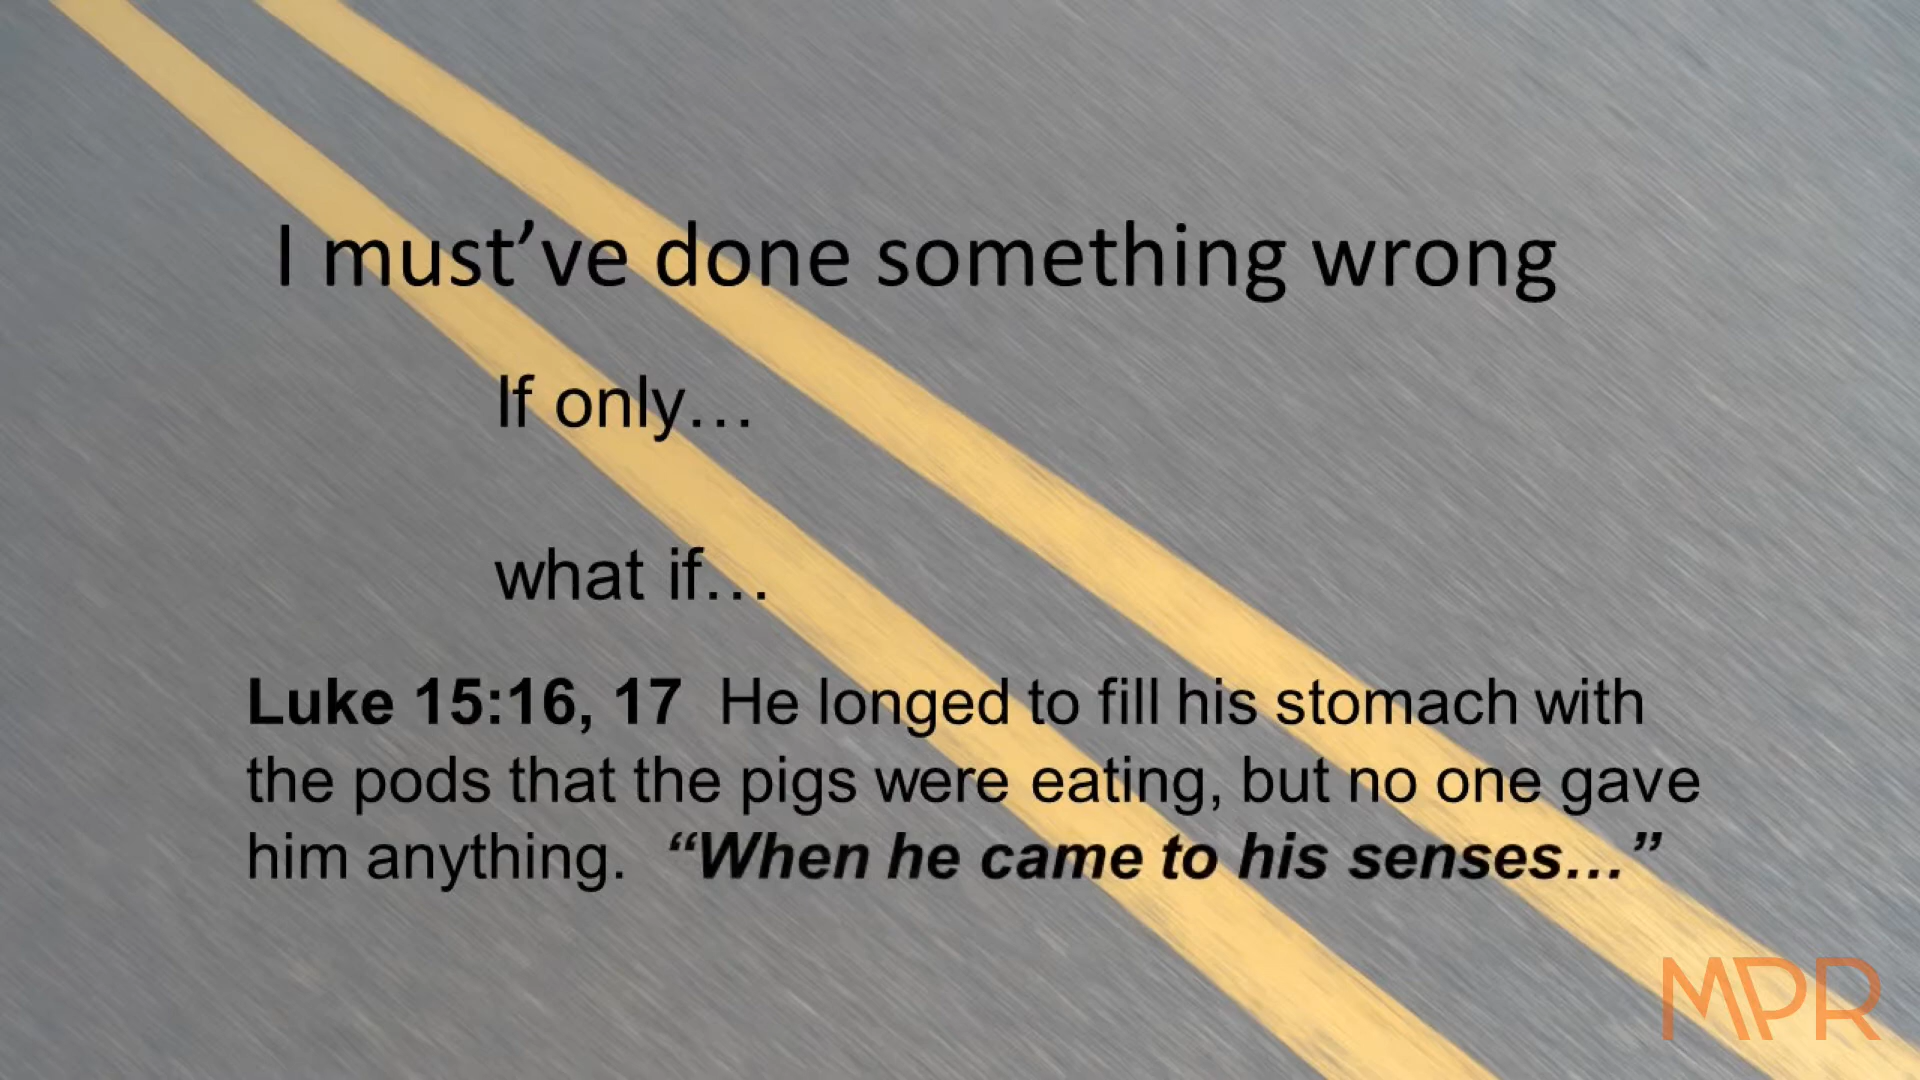 I must’ve done something wrong
If only…
what if…
Luke 15:16, 17 He longed to fill his stomach with
the pods that the pigs were eating, but no one gave
him anything. “When he came to his senses…”
MPR